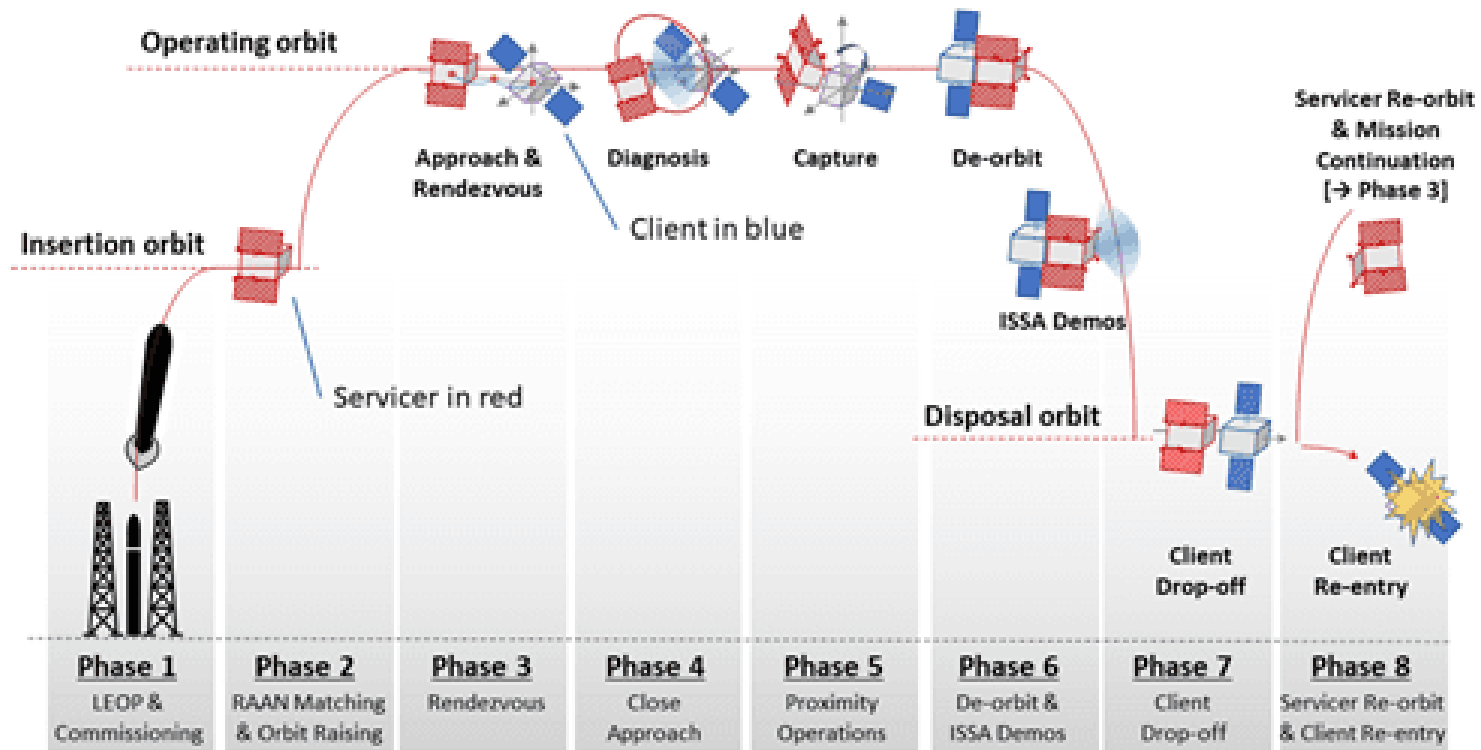 Operating orbit
Approach &
Rendezvous
Diagnosis
Capture
De-orbit
Servicer Re-orbit
& Mission
Continuation
[→ Phase 3]
Client in blue
Insertion orbit
ISSA Demos
Servicer in red
Disposal orbit
Client
Drop-off
Client
Re-entry
Phase 1
LEOP &
Commissioning
Phase 2
RAAN Matching
& Orbit Raising
Phase 3
Rendezvous
Phase 4
Close
Approach
Phase 5
Proximity
Operations
Phase 6
De-orbit &
ISSA Demos
Phase 7
Client
Drop-off
Phase 8
Servicer Re-orbit
& Client Re-entry